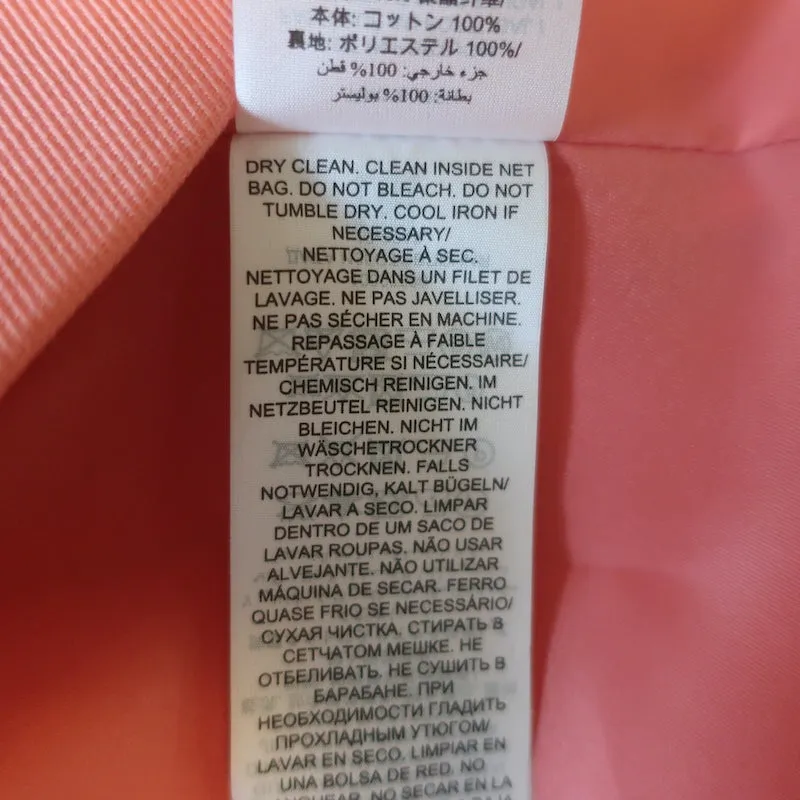 本体: コットン 100%
裏地: ポリエステル 100%/
جزء خارجي: 100% قطن
بطانة: 100% بوليستر
DRY CLEAN. CLEAN INSIDE NET
BAG. DO NOT BLEACH. DO NOT
TUMBLE DRY. COOL IRON IF
NECESSARY/
NETTOYAGE À SEC.
NETTOYAGE DANS UN FILET DE
LAVAGE. NE PAS JAVELLISER.
NE PAS SÉCHER EN MACHINE.
REPASSAGE À FAIBLE
TEMPÉRATURE SI NÉCESSAIRE/
CHEMISCH REINIGEN. IM
NETZBEUTEL REINIGEN. NICHT
BLEICHEN. NICHT IM
WÄSCHETROCKNER
TROCKNEN. FALLS
NOTWENDIG, KALT BÜGELN/
LAVAR A SECO. LIMPAR
DENTRO DE UM SACO DE
LAVAR ROUPAS. NÃO USAR
ALVEJANTE. NÃO UTILIZAR
MÁQUINA DE SECAR. FERRO
QUASE FRIO SE NECESSÁRIO/
СУХАЯ ЧИСТКА. СТИРАТЬ В
СЕТЧАТОМ МЕШКЕ. НЕ
ОТБЕЛИВАТЬ. НЕ СУШИТЬ В
БАРАБАНЕ. ПРИ
НЕОБХОДИМОСТИ ГЛАДИТЬ
ПРОХЛАДНЫМ УТЮГОМ/
LAVAR EN SECO. LIMPIAR EN
UNA BOLSA DE RED. NO
NO SECAR EN LA